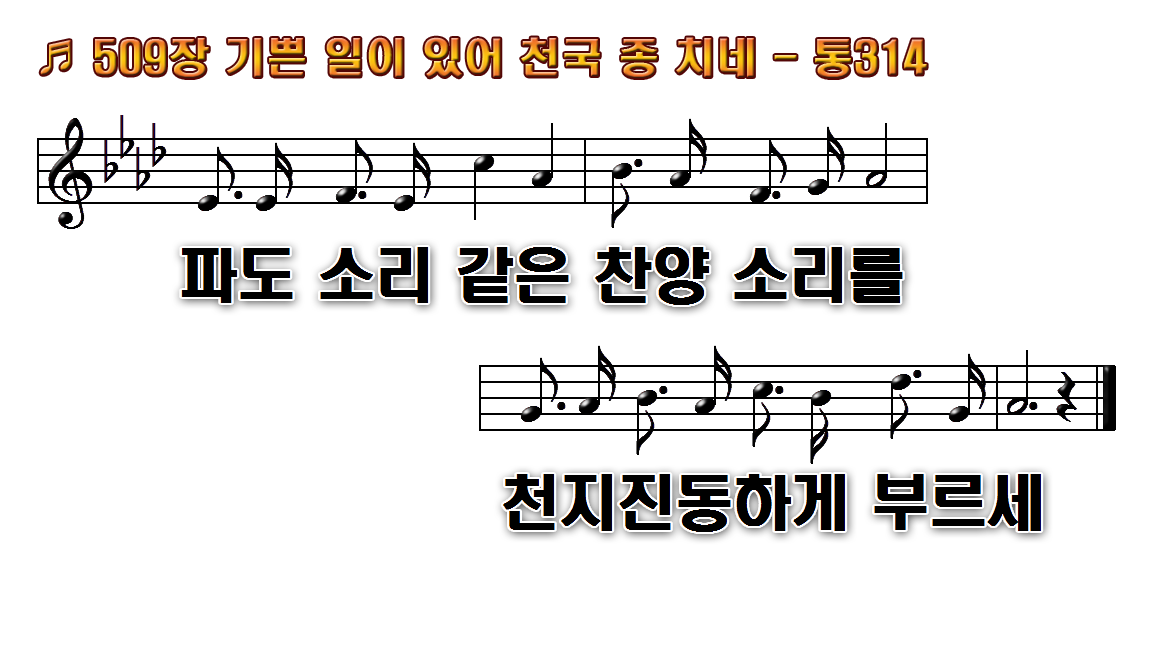 ♬ 509장 기쁜 일이 있어 천국 종 치네 - 통314
파도 소리 같은 찬양 소리를
천지진동하게 부르세